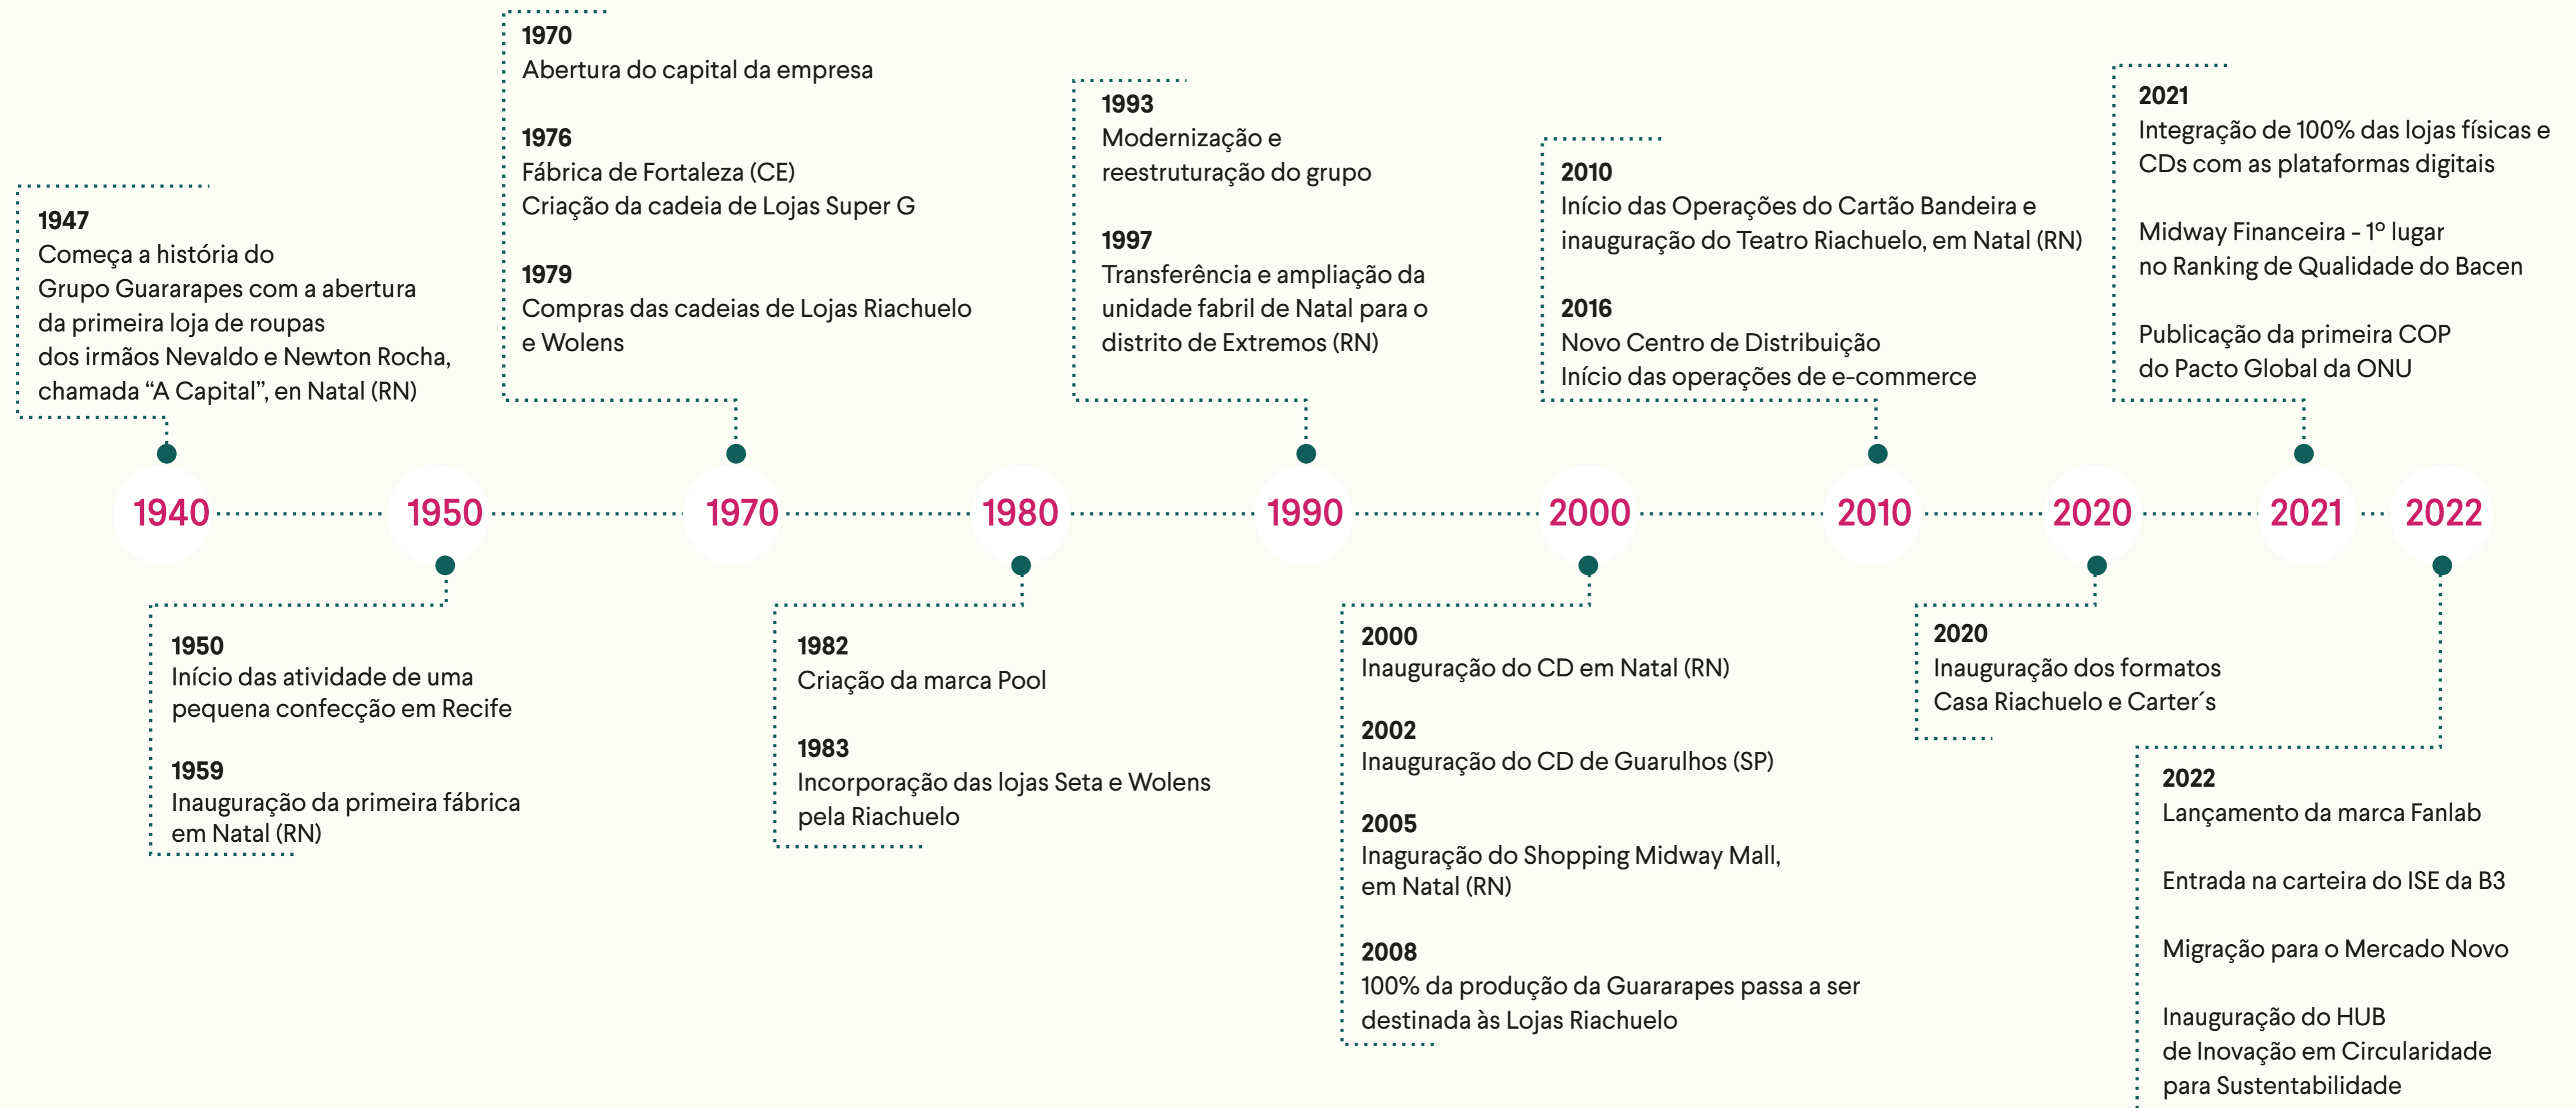 1947
Começa a história do
Grupo Guararapes com a abertura
da primeira loja de roupas
dos irmãos Nevaldo e Newton Rocha,
chamada “A Capital”, en Natal (RN)
1970
Abertura do capital da empresa
1976
Fábrica de Fortaleza (CE)
Criação da cadeia de Lojas Super G
1979
Compras das cadeias de Lojas Riachuelo
e Wolens
1993
Modernização e
reestruturação do grupo
1997
Transferência e ampliação da
unidade fabril de Natal para o
distrito de Extremos (RN)
2010
Início das Operações do Cartão Bandeira e
inauguração do Teatro Riachuelo, em Natal (RN)
2016
Novo Centro de Distribuição
Início das operações de e-commerce
2021
Integração de 100% das lojas físicas e
CDs com as plataformas digitais
Midway Financeira - 1º lugar
no Ranking de Qualidade do Bacen
Publicação da primeira COP
do Pacto Global da ONU
1940 1950 1970 1980 1990 2000 2010 2020 2021 2022
1950
Início das atividade de uma
pequena confecção em Recife
1959
Inauguração da primeira fábrica
em Natal (RN)
1982
Criação da marca Pool
1983
Incorporação das lojas Seta e Wolens
pela Riachuelo
2000
Inauguração do CD em Natal (RN)
2002
Inauguração do CD de Guarulhos (SP)
2005
Inaguração do Shopping Midway Mall,
em Natal (RN)
2008
100% da produção da Guararapes passa a ser
destinada às Lojas Riachuelo
2020
Inauguração dos formatos
Casa Riachuelo e Carter´s
2022
Lançamento da marca Fanlab
Entrada na carteira do ISE da B3
Migração para o Mercado Novo
Inauguração do HUB
de Inovação em Circularidade
para Sustentabilidade